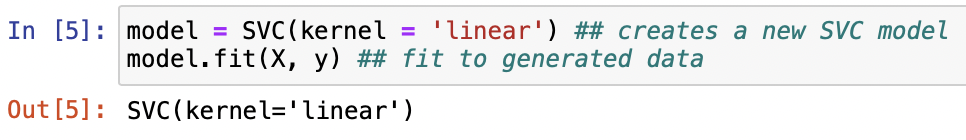 In [5]: model = SVC(kernel = 'linear') ## creates a new SVC model
model.fit(X, y) ## fit to generated data
Out[5]: SVC(kernel='linear')